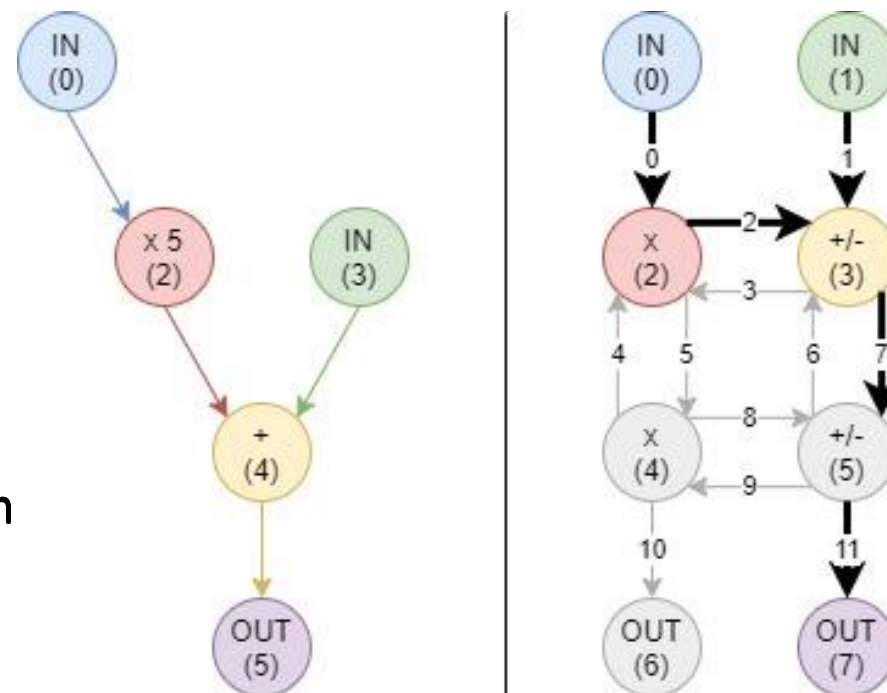 IN
(0)
x 5
(2)
IN
(3)
+
(4)
OUT
(5)
n
IN
(0)
IN
(1)
0
1
x
(2)
2
+/-
(3)
3
4
5
6
7
x
(4)
8
+/-
(5)
9
10
11
OUT
(6)
OUT
(7)